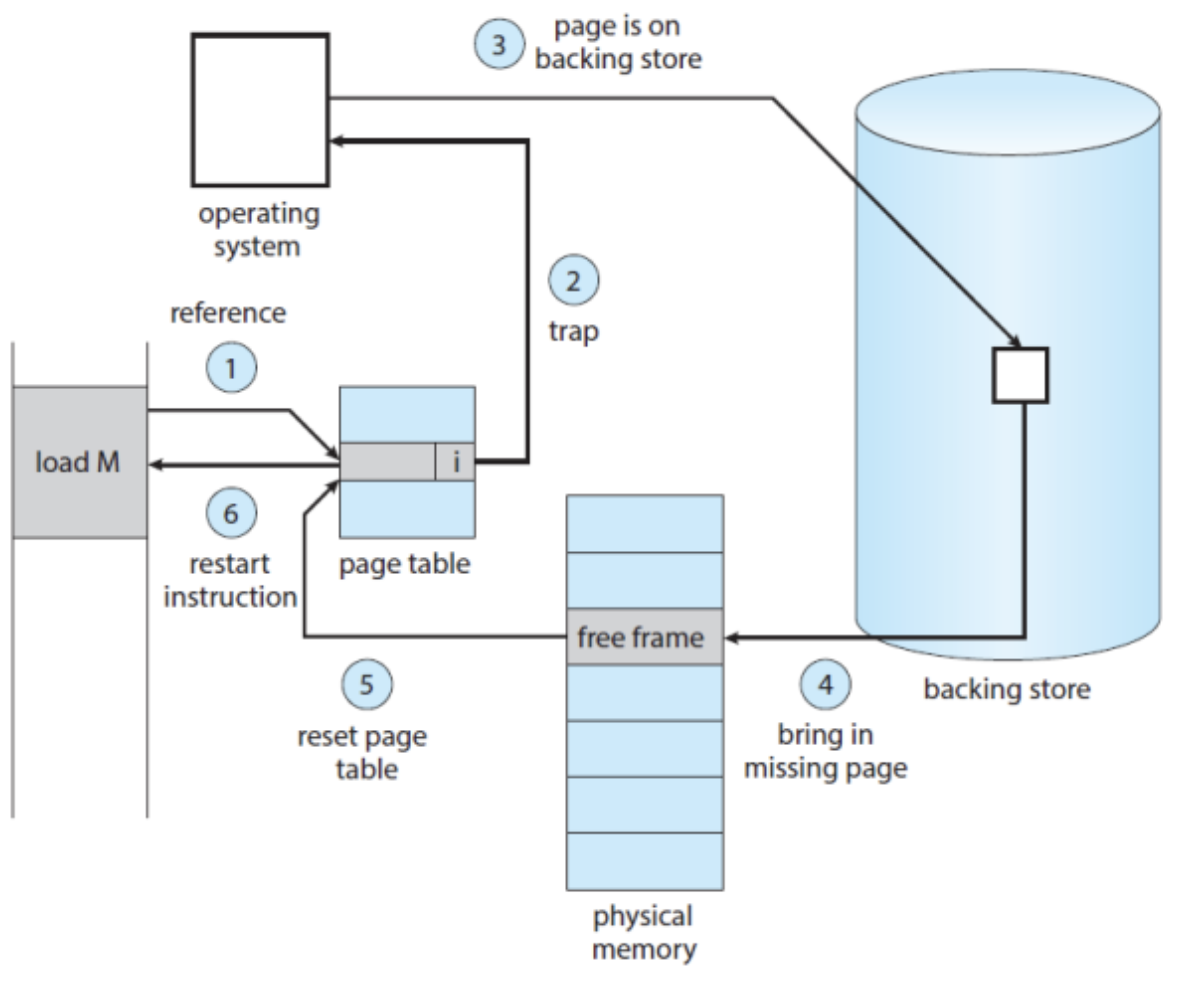 3
page is on
backing store
operating
system
2
trap
reference
1
load M
i
6
restart
instruction
page table
free frame
5
reset page
table
4
bring in
missing page
backing store
physical
memory